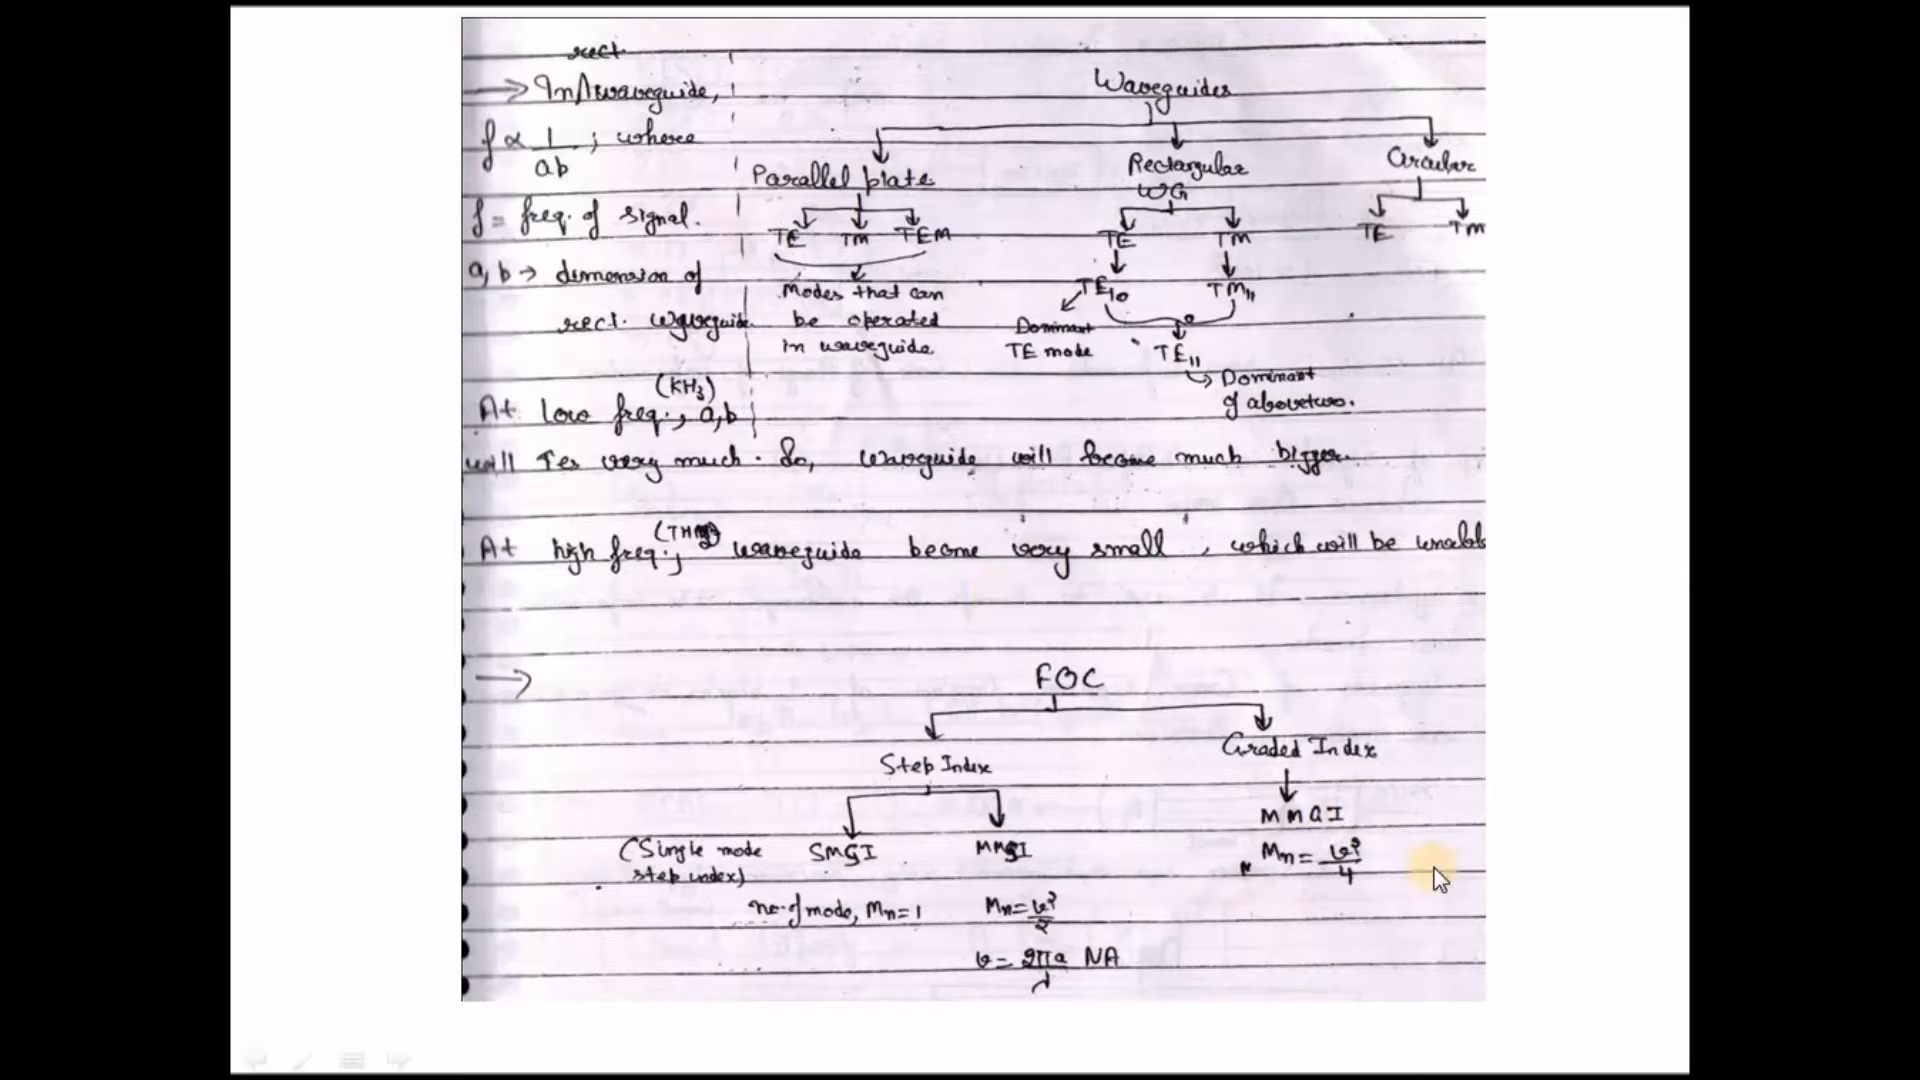 rect.
→ In ∧ waveguide,
f ∝ 1/ab ; where
f = freq. of signal.
a, b → dimension of
rect. waveguide
Waveguides
Parallel plate
Rectangular
WG
Circular
TE TM TEM
TE TM
TE TM
Modes that can
be operated
in waveguide
TE10 TM11
Dominant
TE mode
TE11
→ Dominant
of above two.
(KHz)
At low freq., a, b
will ↑es very much. So, waveguide will become much bigger.
(THz)
At high freq., waveguide become very small, which will be unable
→ FOC
Step Index
Graded Index
(Single mode
step index)
SMSI
MMSI
MMGI
Mn = v²/4
no. of mode, Mn = 1
Mn = v²/2
v = 2πa/λ NA